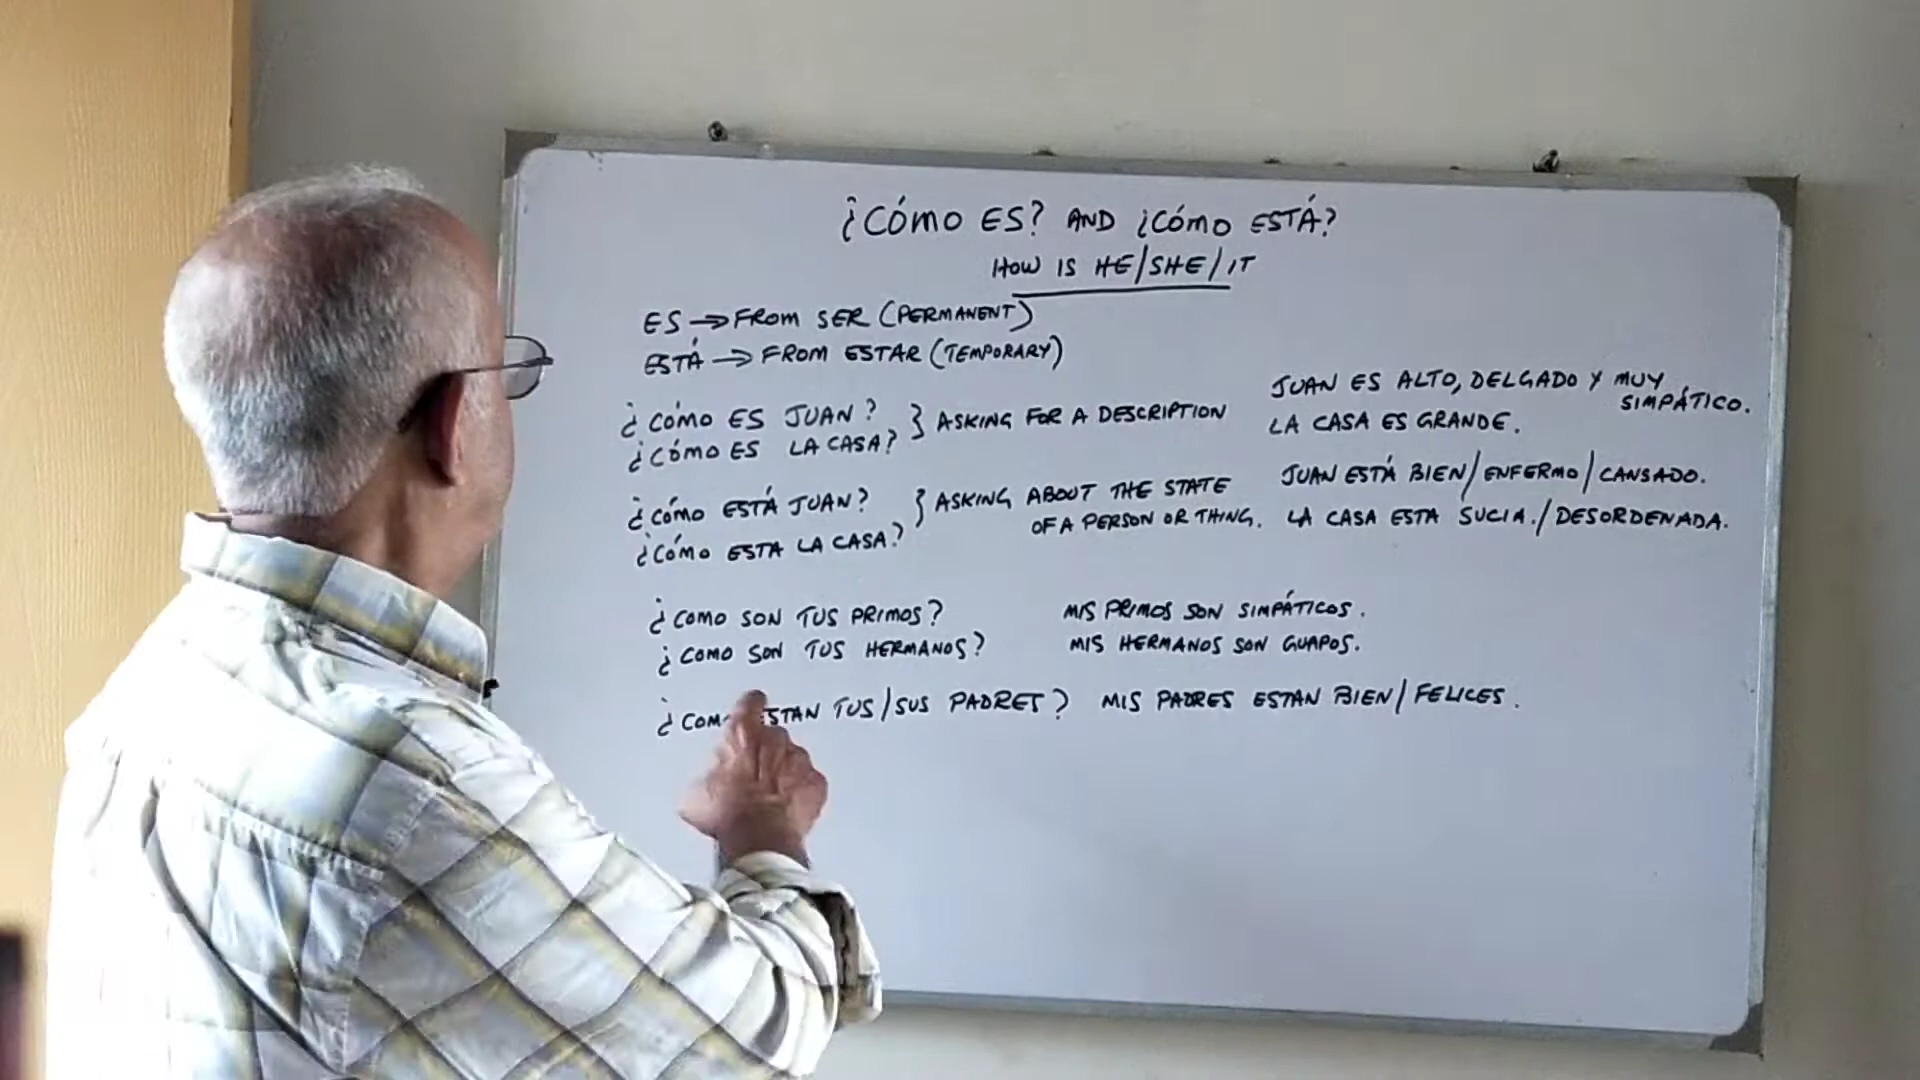 ¿CÓMO ES? AND ¿CÓMO ESTÁ?
HOW IS HE/SHE/IT
ES → FROM SER (PERMANENT)
ESTÁ → FROM ESTAR (TEMPORARY)
¿CÓMO ES JUAN? } ASKING FOR A DESCRIPTION
¿CÓMO ES LA CASA?
JUAN ES ALTO, DELGADO Y MUY SIMPÁTICO.
LA CASA ES GRANDE.
¿CÓMO ESTÁ JUAN? } ASKING ABOUT THE STATE
¿CÓMO ESTA LA CASA? OF A PERSON OR THING.
JUAN ESTÁ BIEN/ENFERMO/CANSADO.
LA CASA ESTA SUCIA./DESORDENADA.
¿COMO SON TUS PRIMOS? MIS PRIMOS SON SIMPÁTICOS.
¿COMO SON TUS HERMANOS? MIS HERMANOS SON GUAPOS.
¿COM ESTAN TUS/SUS PADRET? MIS PADRES ESTAN BIEN/FELICES.